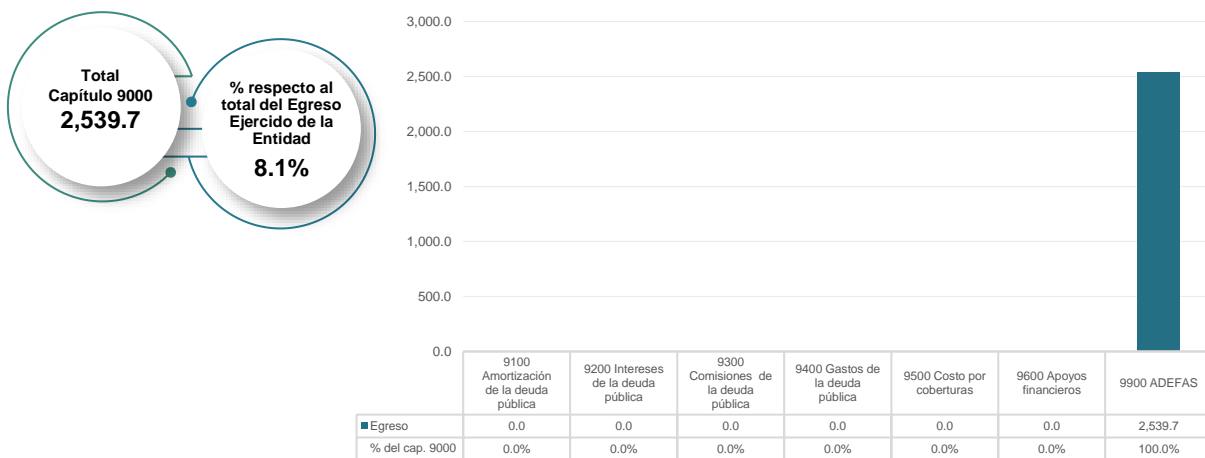 Total
Capítulo 9000
2,539.7
% respecto al
total del Egreso
Ejercido de la
Entidad
8.1%
3,000.0
2,500.0
2,000.0
1,500.0
1,000.0
500.0
0.0
9100
Amortización
de la deuda
pública
9200 Intereses
de la deuda
pública
9300
Comisiones de
la deuda
pública
9400 Gastos de
la deuda
pública
9500 Costo por
coberturas
9600 Apoyos
financieros
9900 ADEFAS
Egreso 0.0 0.0 0.0 0.0 0.0 0.0 2,539.7
% del cap. 9000 0.0% 0.0% 0.0% 0.0% 0.0% 0.0% 100.0%